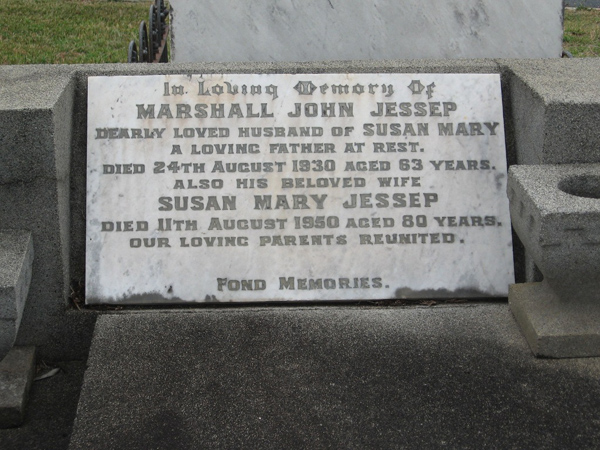 In Loving Memory Of
MARSHALL JOHN JESSEP
DEARLY LOVED HUSBAND OF SUSAN MARY
A LOVING FATHER AT REST.
DIED 24TH AUGUST 1930 AGED 63 YEARS.
ALSO HIS BELOVED WIFE
SUSAN MARY JESSEP
DIED 11TH AUGUST 1950 AGED 80 YEARS.
OUR LOVING PARENTS REUNITED.
FOND MEMORIES.